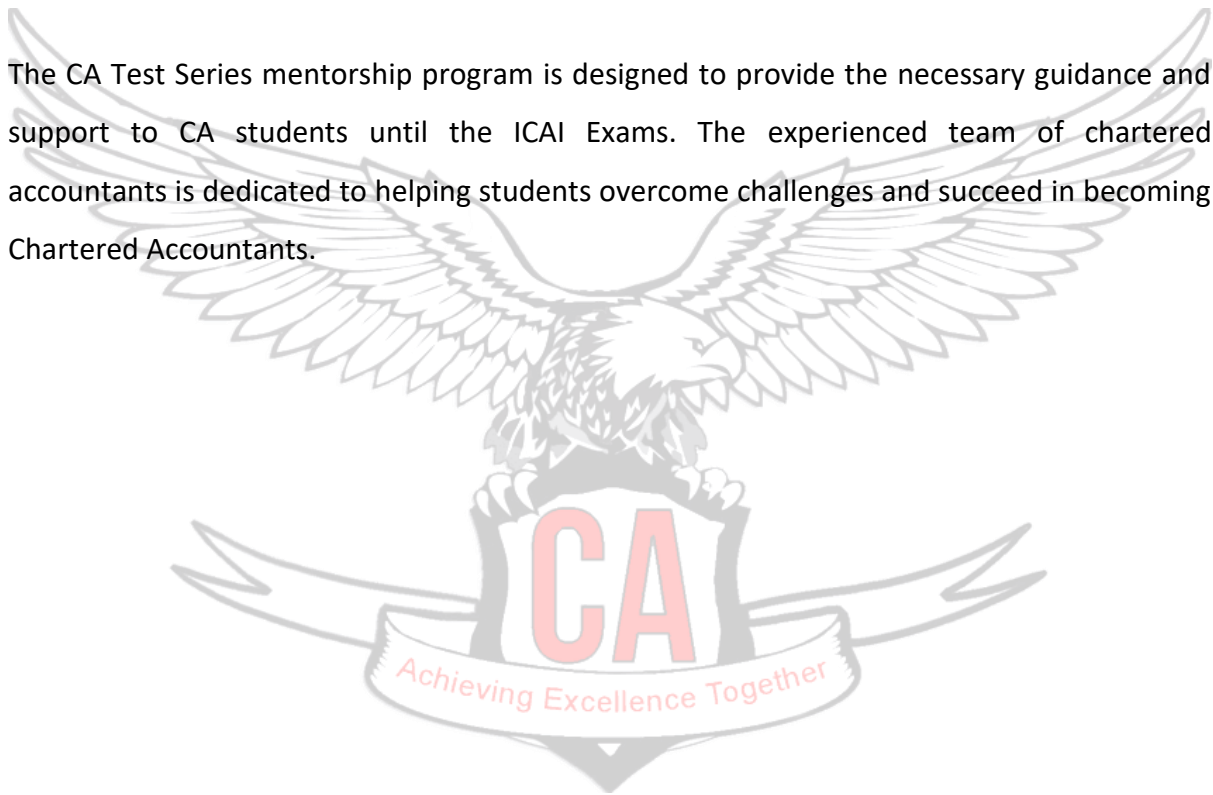 The CA Test Series mentorship program is designed to provide the necessary guidance and
support to CA students until the ICAI Exams. The experienced team of chartered
accountants is dedicated to helping students overcome challenges and succeed in becoming
Chartered Accountants.
CA
Achieving Excellence Together